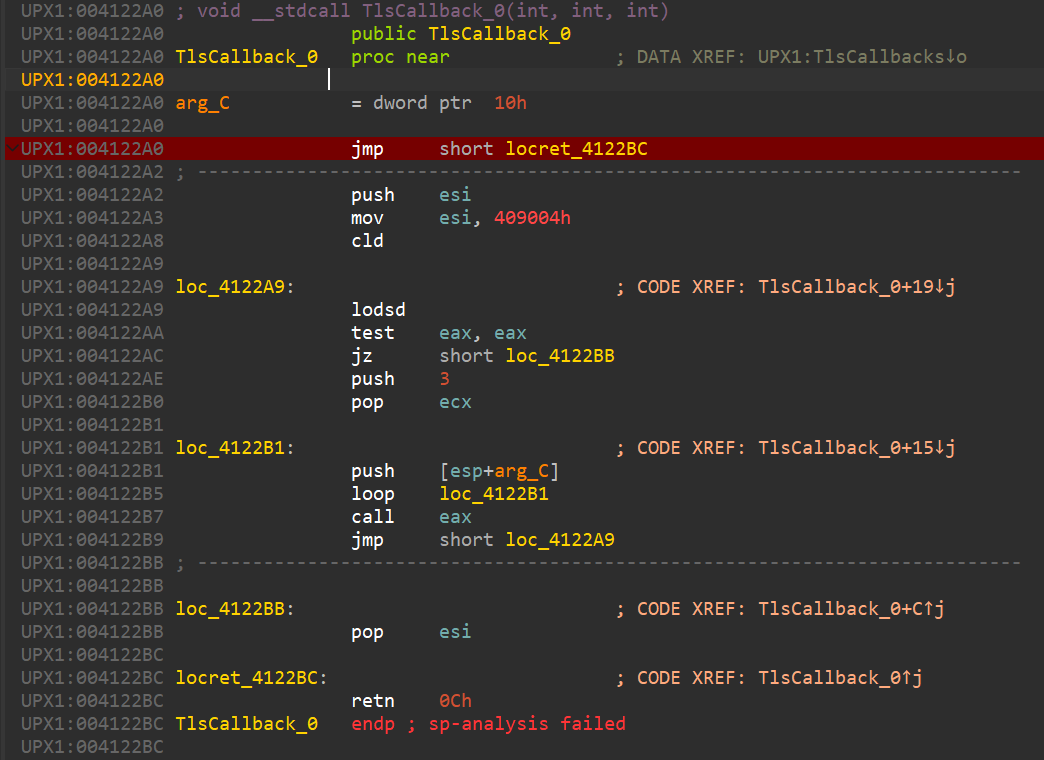 UPX1:004122A0 ; void __stdcall TlsCallback_0(int, int, int)
UPX1:004122A0                 public TlsCallback_0
UPX1:004122A0 TlsCallback_0   proc near               ; DATA XREF: UPX1:TlsCallbacks↓o
UPX1:004122A0
UPX1:004122A0 arg_C           = dword ptr  10h
UPX1:004122A0
UPX1:004122A0                 jmp     short locret_4122BC
UPX1:004122A2 ; ---------------------------------------------------------------------------
UPX1:004122A2                 push    esi
UPX1:004122A3                 mov     esi, 409004h
UPX1:004122A8                 cld
UPX1:004122A9
UPX1:004122A9 loc_4122A9:                             ; CODE XREF: TlsCallback_0+19↓j
UPX1:004122A9                 lodsd
UPX1:004122AA                 test    eax, eax
UPX1:004122AC                 jz      short loc_4122BB
UPX1:004122AE                 push    3
UPX1:004122B0                 pop     ecx
UPX1:004122B1
UPX1:004122B1 loc_4122B1:                             ; CODE XREF: TlsCallback_0+15↓j
UPX1:004122B1                 push    [esp+arg_C]
UPX1:004122B5                 loop    loc_4122B1
UPX1:004122B7                 call    eax
UPX1:004122B9                 jmp     short loc_4122A9
UPX1:004122BB ; ---------------------------------------------------------------------------
UPX1:004122BB
UPX1:004122BB loc_4122BB:                             ; CODE XREF: TlsCallback_0+C↑j
UPX1:004122BB                 pop     esi
UPX1:004122BC
UPX1:004122BC locret_4122BC:                          ; CODE XREF: TlsCallback_0↑j
UPX1:004122BC                 retn    0Ch
UPX1:004122BC TlsCallback_0   endp ; sp-analysis failed
UPX1:004122BC